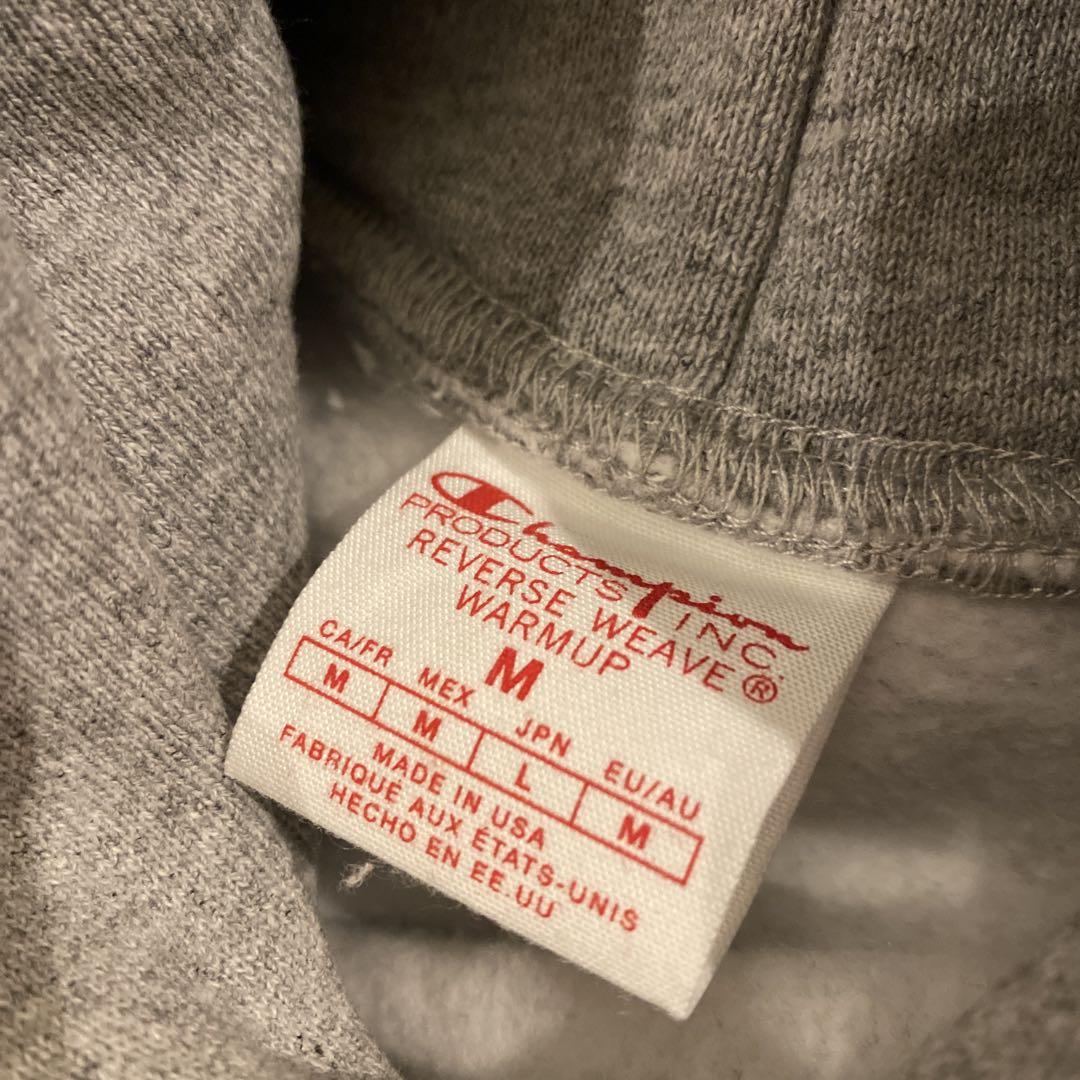 Champion
PRODUCTS INC.
REVERSE WEAVE®
WARMUP
M
CA/FR MEX JPN EU/AU
M M L M
MADE IN USA
FABRIQUÉ AUX ÉTATS-UNIS
HECHO EN EE.UU